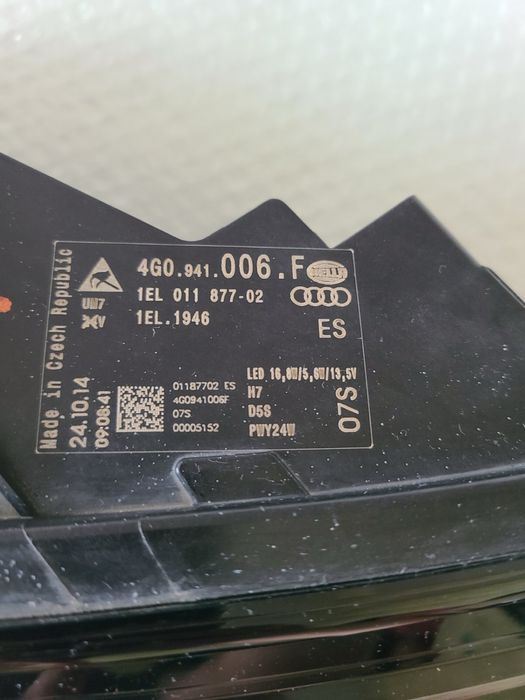 4G0.941.006.F HELLA
1EL 011 877-02
1EL.1946
ES
LED 16,0W/5,6W/13,5V
H7
D5S
PWY24W
07S
01187702 ES
4G0941006F
07S
00005152
Made in Czech Republic
24.10.14
09:08:41